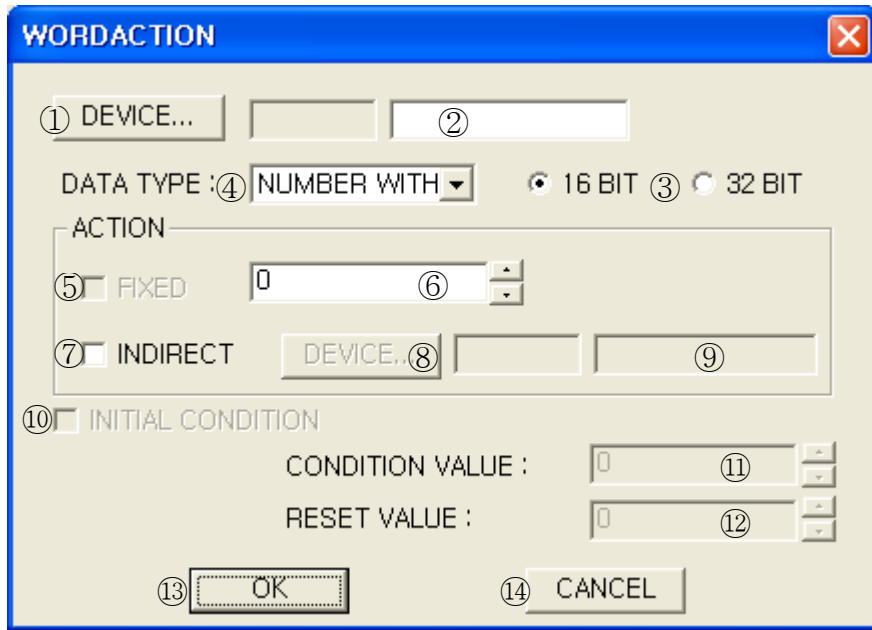 WORDACTION
① DEVICE... ②
DATA TYPE : ④ NUMBER WITH 16 BIT ③ 32 BIT
ACTION
⑤ FIXED 0 ⑥
⑦ INDIRECT DEVICE... ⑧ ⑨
⑩ INITIAL CONDITION
CONDITION VALUE : 0 ⑪
RESET VALUE : 0 ⑫
⑬ OK ⑭ CANCEL